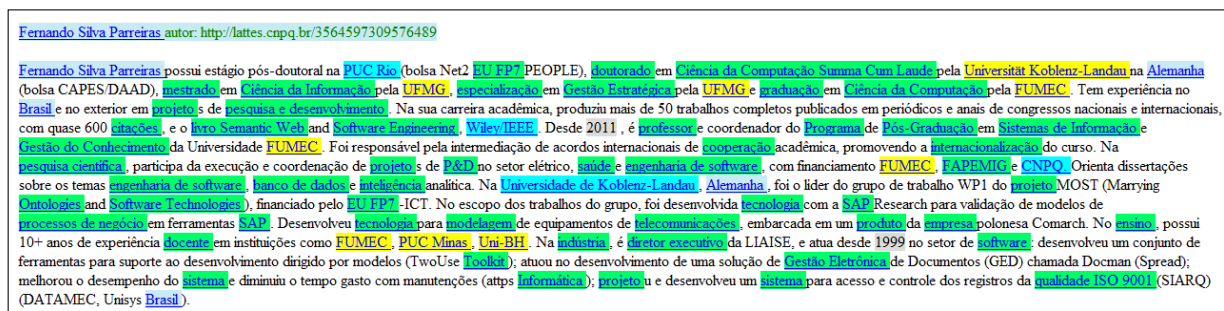 Fernando Silva Parreiras autor: http://lattes.cnpq.br/3564597309576489
Fernando Silva Parreiras possui estágio pós-doutoral na PUC Rio (bolsa Net2 EU FP7 PEOPLE), doutorado em Ciência da Computação Summa Cum Laude pela Universität Koblenz-Landau na Alemanha
(bolsa CAPES/DAAD), mestrado em Ciência da Informação pela UFMG , especialização em Gestão Estratégica pela UFMG e graduação em Ciência da Computação pela FUMEC . Tem experiência no
Brasil e no exterior em projeto s de pesquisa e desenvolvimento . Na sua carreira acadêmica, produziu mais de 50 trabalhos completos publicados em periódicos e anais de congressos nacionais e internacionais,
com quase 600 citações , e o livro Semantic Web and Software Engineering , Wiley/IEEE . Desde 2011 , é professor e coordenador do Programa de Pós-Graduação em Sistemas de Informação e
Gestão do Conhecimento da Universidade FUMEC . Foi responsável pela intermediação de acordos internacionais de cooperação acadêmica, promovendo a internacionalização do curso. Na
pesquisa científica , participa da execução e coordenação de projeto s de P&D no setor elétrico, saúde e engenharia de software , com financiamento FUMEC , FAPEMIG e CNPQ. Orienta dissertações
sobre os temas engenharia de software , banco de dados e inteligência analítica. Na Universidade de Koblenz-Landau , Alemanha , foi o líder do grupo de trabalho WP1 do projeto MOST (Marrying
Ontologies and Software Technologies ), financiado pelo EU FP7 -ICT. No escopo dos trabalhos do grupo, foi desenvolvida tecnologia com a SAP Research para validação de modelos de
processos de negócio em ferramentas SAP . Desenvolveu tecnologia para modelagem de equipamentos de telecomunicações , embarcada em um produto da empresa polonesa Comarch. No ensino , possui
10+ anos de experiência docente em instituições como FUMEC , PUC Minas , Uni-BH . Na indústria , é diretor executivo da LIAISE, e atua desde 1999 no setor de software : desenvolveu um conjunto de
ferramentas para suporte ao desenvolvimento dirigido por modelos (TwoUse Toolkit ); atuou no desenvolvimento de uma solução de Gestão Eletrônica de Documentos (GED) chamada Docman (Spread);
melhorou o desempenho do sistema e diminuiu o tempo gasto com manutenções (attps Informática ); projeto u e desenvolveu um sistema para acesso e controle dos registros da qualidade ISO 9001 (SIARQ)
(DATAMEC, Unisys Brasil ).